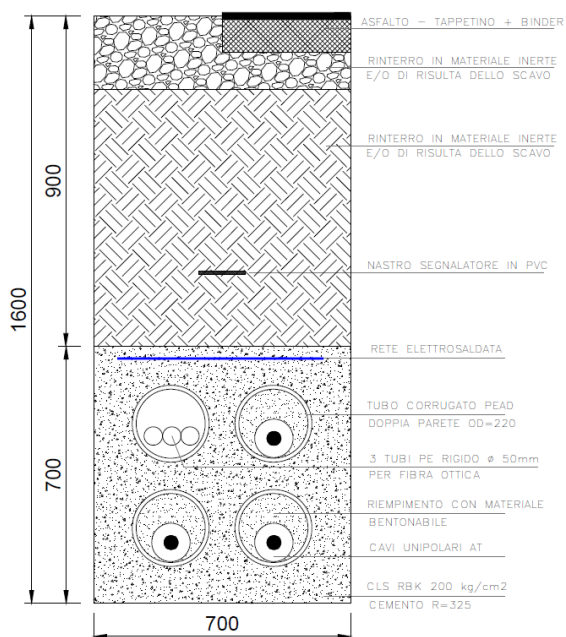 ASFALTO – TAPPETINO + BINDER
RINTERRO IN MATERIALE INERTE
E/O DI RISULTA DELLO SCAVO
RINTERRO IN MATERIALE INERTE
E/O DI RISULTA DELLO SCAVO
900
1600
NASTRO SEGNALATORE IN PVC
RETE ELETTROSALDATA
TUBO CORRUGATO PEAD
DOPPIA PARETE OD=220
3 TUBI PE RIGIDO ø 50mm
PER FIBRA OTTICA
700
RIEMPIMENTO CON MATERIALE
BENTONABILE
CAVI UNIPOLARI AT
CLS RBK 200 kg/cm2
CEMENTO R=325
700